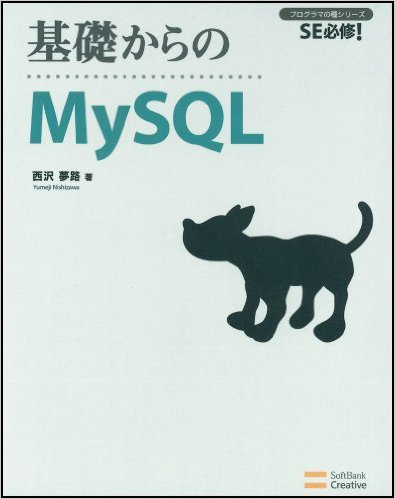 プログラマの種シリーズ
SE必修!
基礎からの
MySQL
西沢 夢路 著
Yumeji Nishizawa
SoftBank
Creative